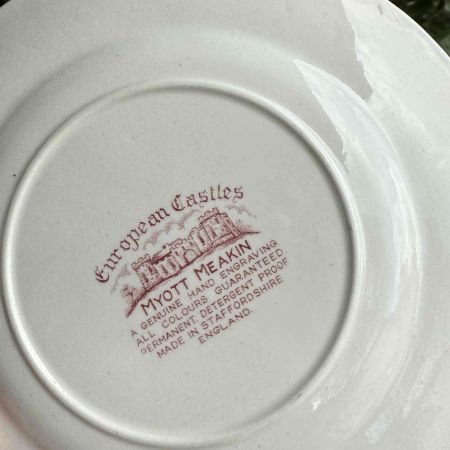 European Castles
MYOTT MEAKIN
A GENUINE HAND ENGRAVING.
ALL COLOURS GUARANTEED
PERMANENT. DETERGENT PROOF
MADE IN STAFFORDSHIRE
ENGLAND.